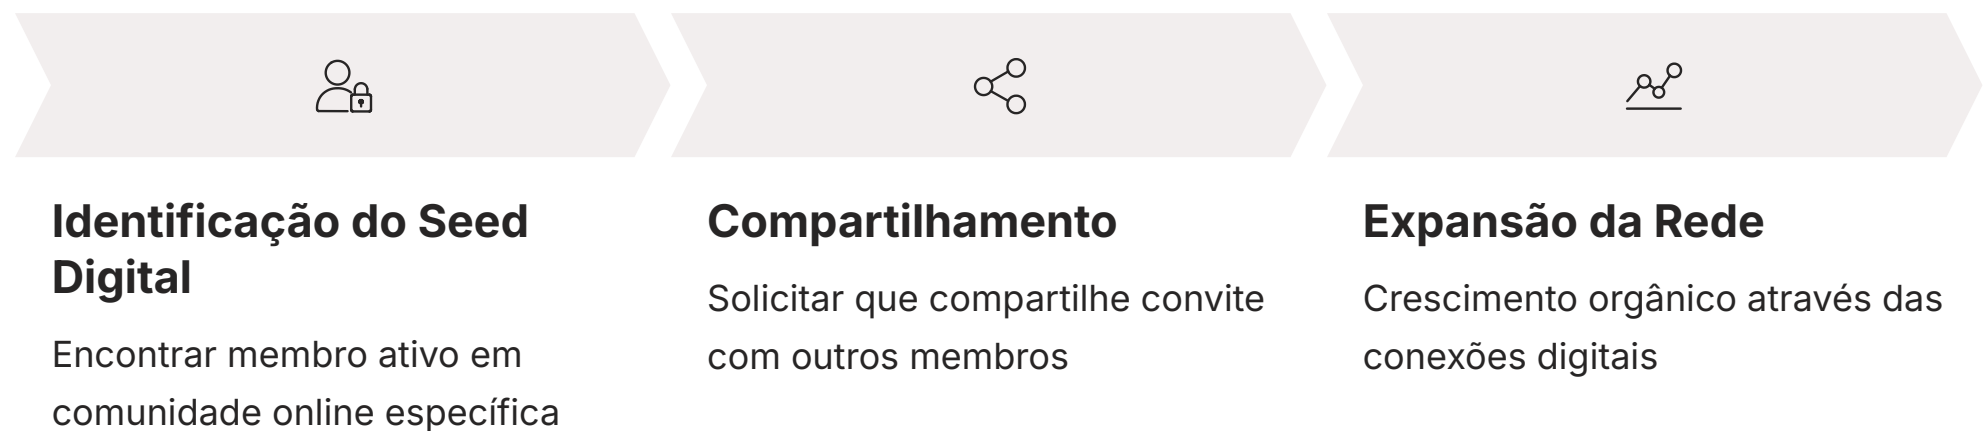 Identificação do Seed
Digital
Encontrar membro ativo em
comunidade online específica
Compartilhamento
Solicitar que compartilhe convite
com outros membros
Expansão da Rede
Crescimento orgânico através das
conexões digitais